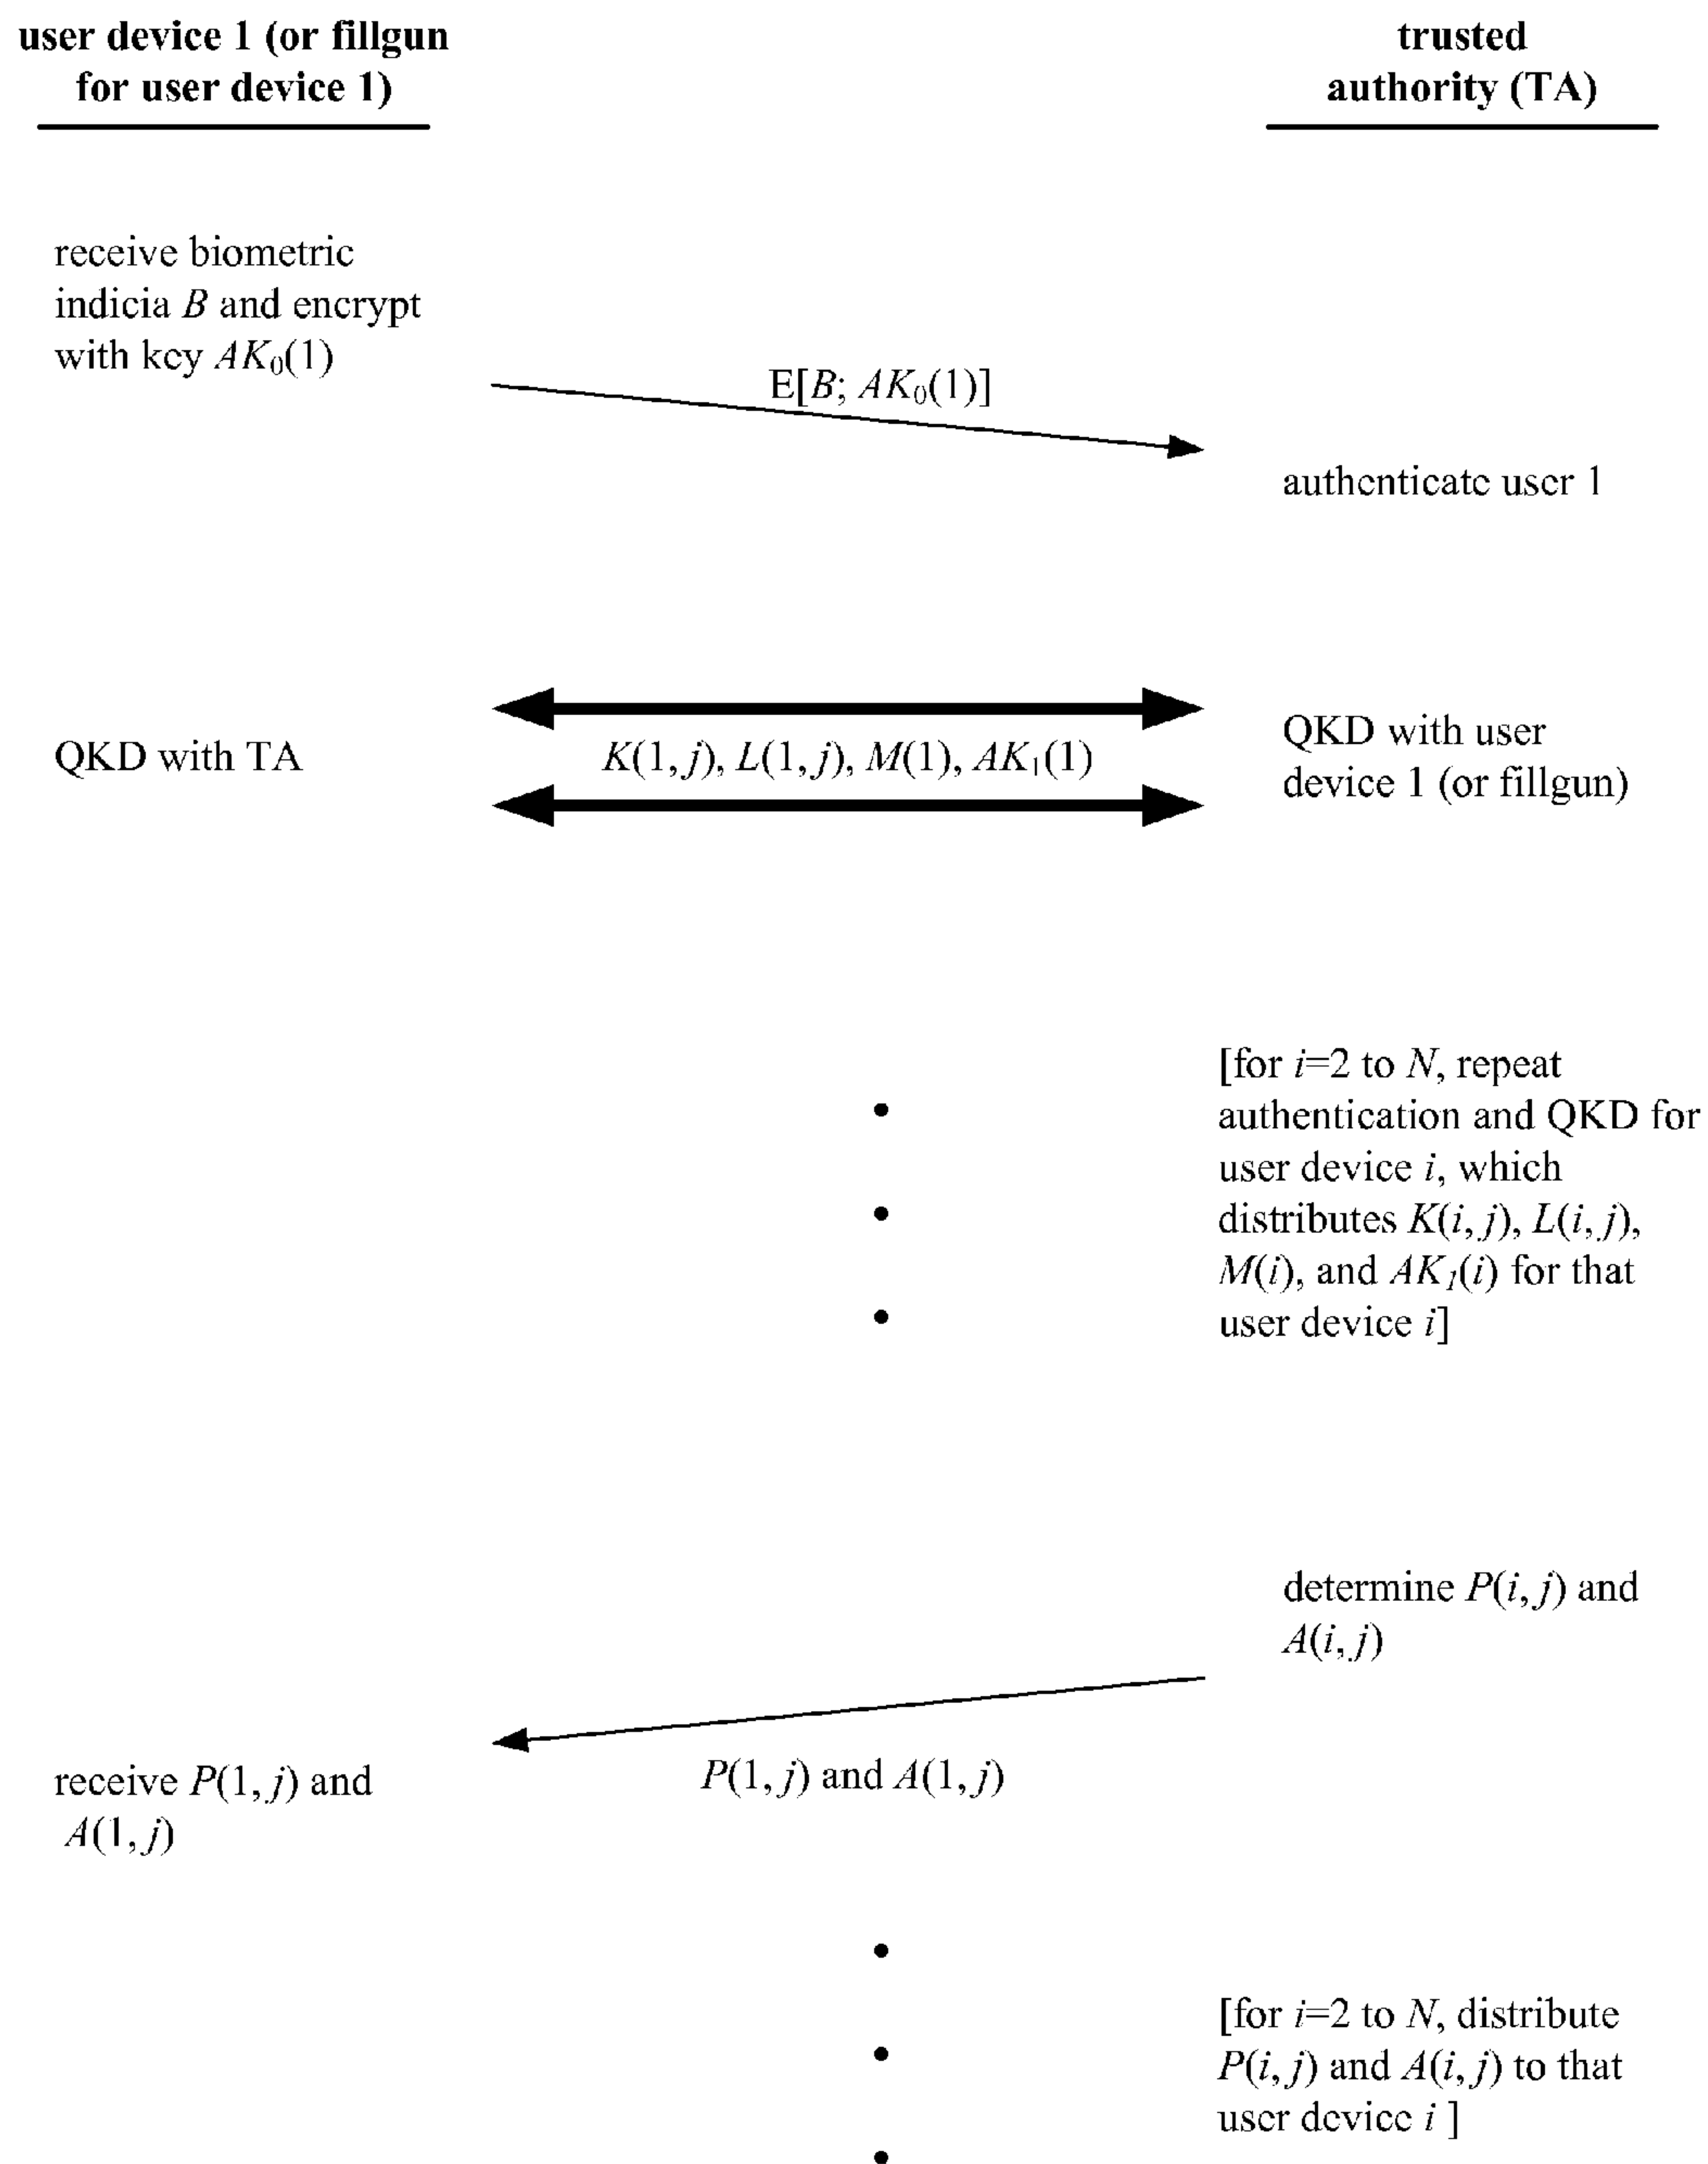 user device 1 (or fillgun
for user device 1)
trusted
authority (TA)
receive biometric
indicia B and encrypt
with key AK₀(1)
E[B; AK₀(1)]
authenticate user 1
QKD with TA
K(1, j), L(1, j), M(1), AK₁(1)
QKD with user
device 1 (or fillgun)
[for i=2 to N, repeat
authentication and QKD for
user device i, which
distributes K(i, j), L(i, j),
M(i), and AK₁(i) for that
user device i]
determine P(i, j) and
A(i, j)
receive P(1, j) and
A(1, j)
P(1, j) and A(1, j)
[for i=2 to N, distribute
P(i, j) and A(i, j) to that
user device i ]